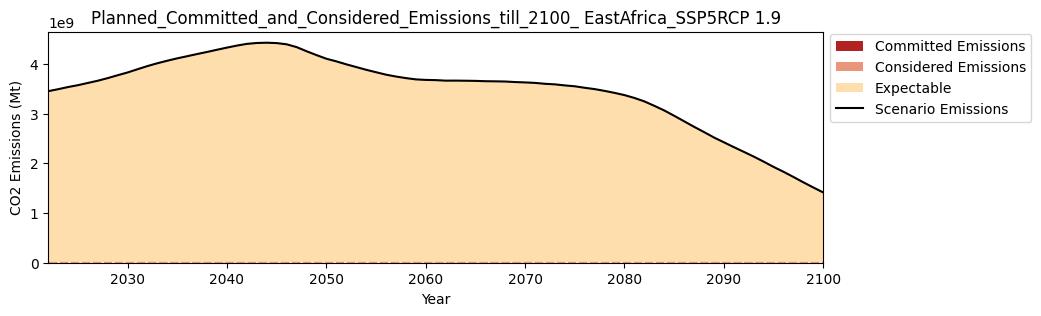 Planned_Committed_and_Considered_Emissions_till_2100_ EastAfrica_SSP5RCP 1.9
1e9
CO2 Emissions (Mt)
4
3
2
1
0
2030 2040 2050 2060 2070 2080 2090 2100
Year
Committed Emissions
Considered Emissions
Expectable
Scenario Emissions